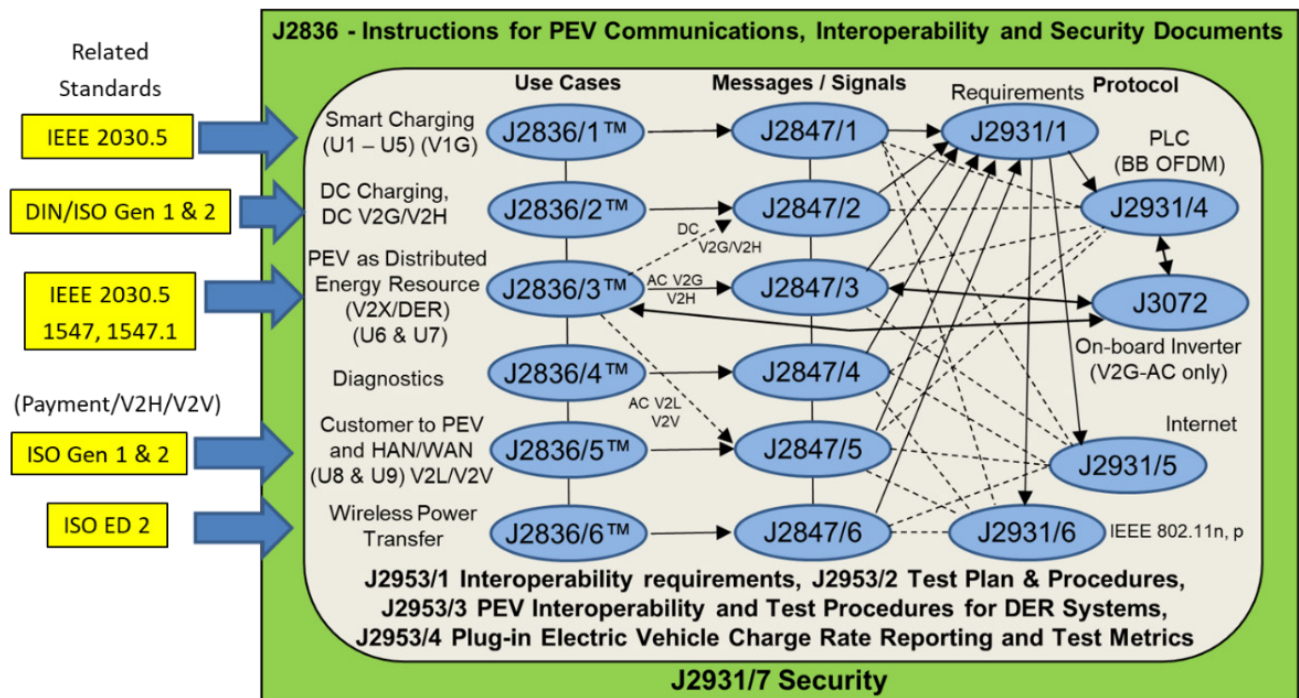 J2836 - Instructions for PEV Communications, Interoperability and Security Documents
Related
Standards
IEEE 2030.5
DIN/ISO Gen 1 & 2
IEEE 2030.5
1547, 1547.1
(Payment/V2H/V2V)
ISO Gen 1 & 2
ISO ED 2
Use Cases
Messages / Signals
Requirements
Protocol
Smart Charging
(U1 – U5) (V1G)
J2836/1™
J2847/1
J2931/1
PLC
(BB OFDM)
DC Charging,
DC V2G/V2H
J2836/2™
J2847/2
J2931/4
DC
V2G/V2H
PEV as Distributed
Energy Resource
(V2X/DER)
(U6 & U7)
J2836/3™
AC V2G
V2H
J2847/3
J3072
On-board Inverter
(V2G-AC only)
Diagnostics
J2836/4™
J2847/4
AC V2L
V2V
Customer to PEV
and HAN/WAN
(U8 & U9) V2L/V2V
J2836/5™
J2847/5
Internet
J2931/5
Wireless Power
Transfer
J2836/6™
J2847/6
J2931/6
IEEE 802.11n, p
J2953/1 Interoperability requirements, J2953/2 Test Plan & Procedures,
J2953/3 PEV Interoperability and Test Procedures for DER Systems,
J2953/4 Plug-in Electric Vehicle Charge Rate Reporting and Test Metrics
J2931/7 Security